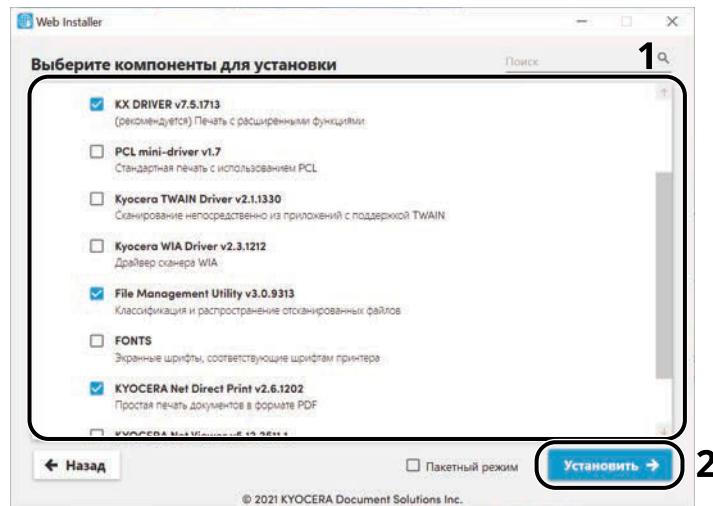 Web Installer
Выберите компоненты для установки
Поиск
1
KX DRIVER v7.5.1713
(рекомендуется) Печать с расширенными функциями
PCL mini-driver v1.7
Стандартная печать с использованием PCL
Kyocera TWAIN Driver v2.1.1330
Сканирование непосредственно из приложений с поддержкой TWAIN
Kyocera WIA Driver v2.3.1212
Драйвер сканера WIA
File Management Utility v3.0.9313
Классификация и распространение отсканированных файлов
FONTS
Экранные шрифты, соответствующие шрифтам принтера
KYOCERA Net Direct Print v2.6.1202
Простая печать документов в формате PDF
KYOCERA Net Viewer
Назад
Пакетный режим
Установить
2
© 2021 KYOCERA Document Solutions Inc.